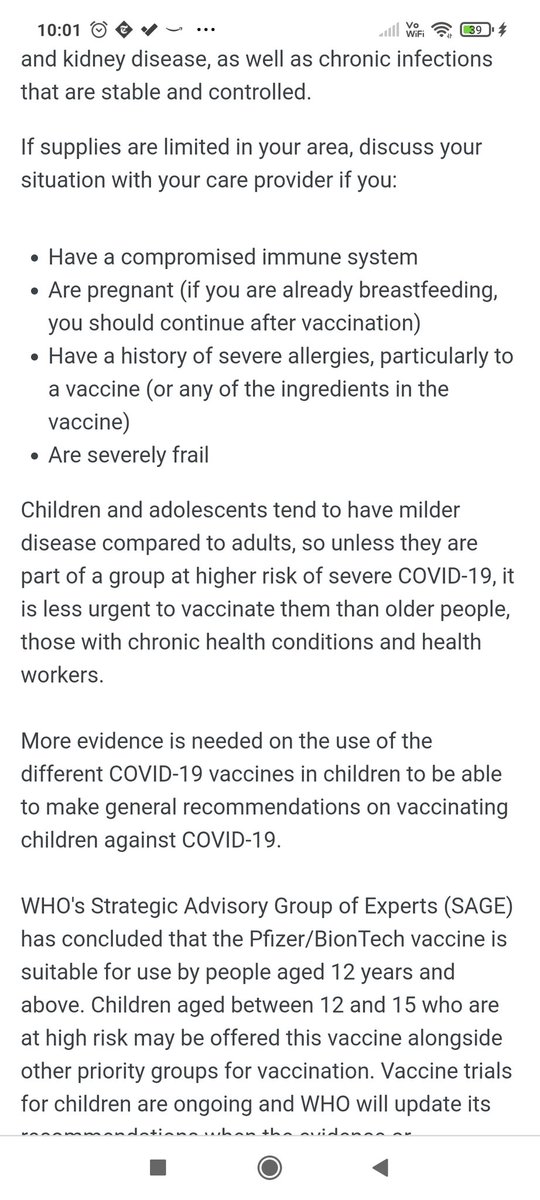 10:01 ... Vo WiFi 39
and kidney disease, as well as chronic infections
that are stable and controlled.
If supplies are limited in your area, discuss your
situation with your care provider if you:
• Have a compromised immune system
• Are pregnant (if you are already breastfeeding,
you should continue after vaccination)
• Have a history of severe allergies, particularly to
a vaccine (or any of the ingredients in the
vaccine)
• Are severely frail
Children and adolescents tend to have milder
disease compared to adults, so unless they are
part of a group at higher risk of severe COVID-19, it
is less urgent to vaccinate them than older people,
those with chronic health conditions and health
workers.
More evidence is needed on the use of the
different COVID-19 vaccines in children to be able
to make general recommendations on vaccinating
children against COVID-19.
WHO's Strategic Advisory Group of Experts (SAGE)
has concluded that the Pfizer/BionTech vaccine is
suitable for use by people aged 12 years and
above. Children aged between 12 and 15 who are
at high risk may be offered this vaccine alongside
other priority groups for vaccination. Vaccine trials
for children are ongoing and WHO will update its
recommendations when the evidence or